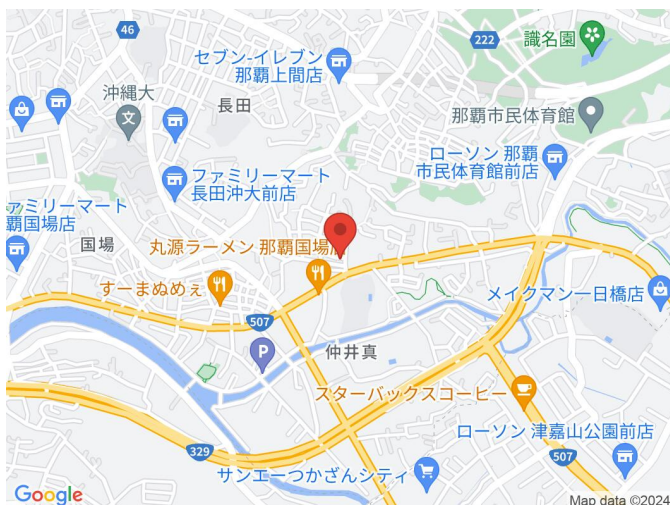 46
セブン-イレブン
那覇上間店
222
識名園
沖縄大
長田
那覇市民体育館
ファミリーマート
長田沖大前店
ローソン 那覇
市民体育館前店
ァミリーマート
覇国場店
国場
丸源ラーメン 那覇国場店
すーまぬめぇ
メイクマン一日橋店
507
P
仲井真
スターバックスコーヒー
ローソン 津嘉山公園前店
329
507
サンエーつかざんシティ
Google
Map data ©2024